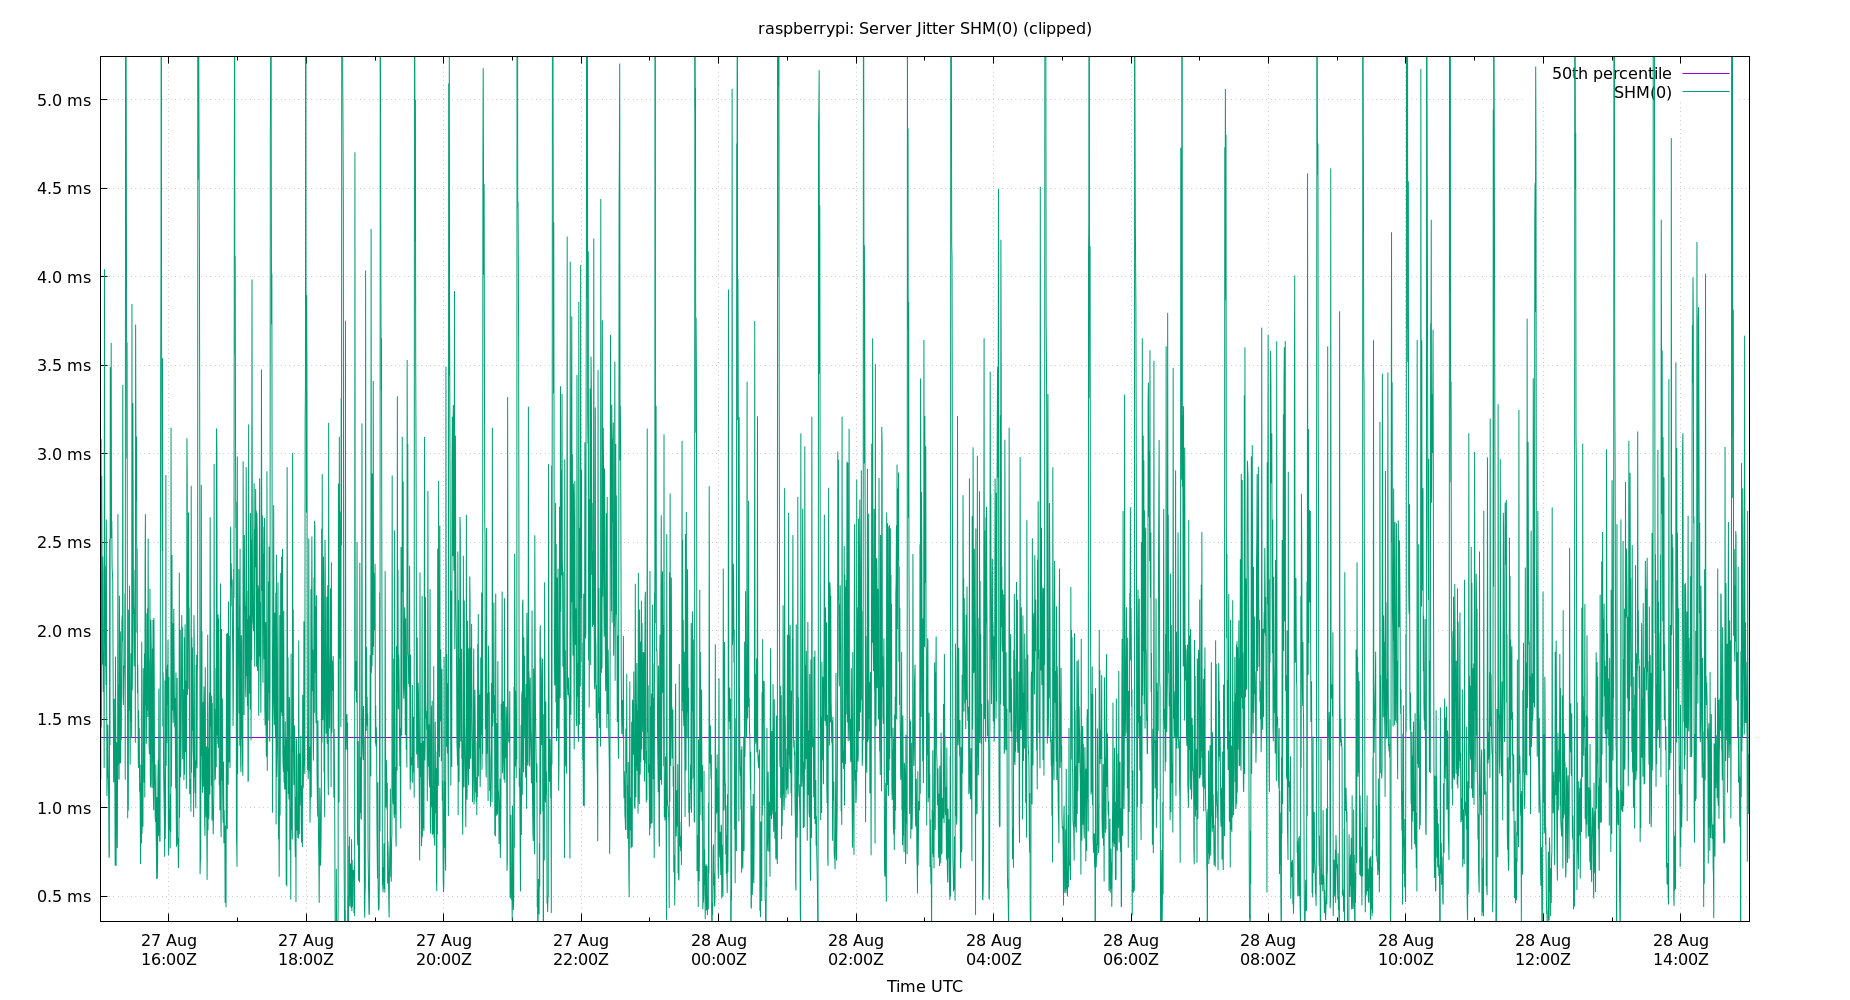 raspberrypi: Server Jitter SHM(0) (clipped)
50th percentile
SHM(0)
5.0 ms
4.5 ms
4.0 ms
3.5 ms
3.0 ms
2.5 ms
2.0 ms
1.5 ms
1.0 ms
0.5 ms
27 Aug 27 Aug 27 Aug 27 Aug 28 Aug 28 Aug 28 Aug 28 Aug 28 Aug 28 Aug 28 Aug 28 Aug
16:00Z 18:00Z 20:00Z 22:00Z 00:00Z 02:00Z 04:00Z 06:00Z 08:00Z 10:00Z 12:00Z 14:00Z
Time UTC